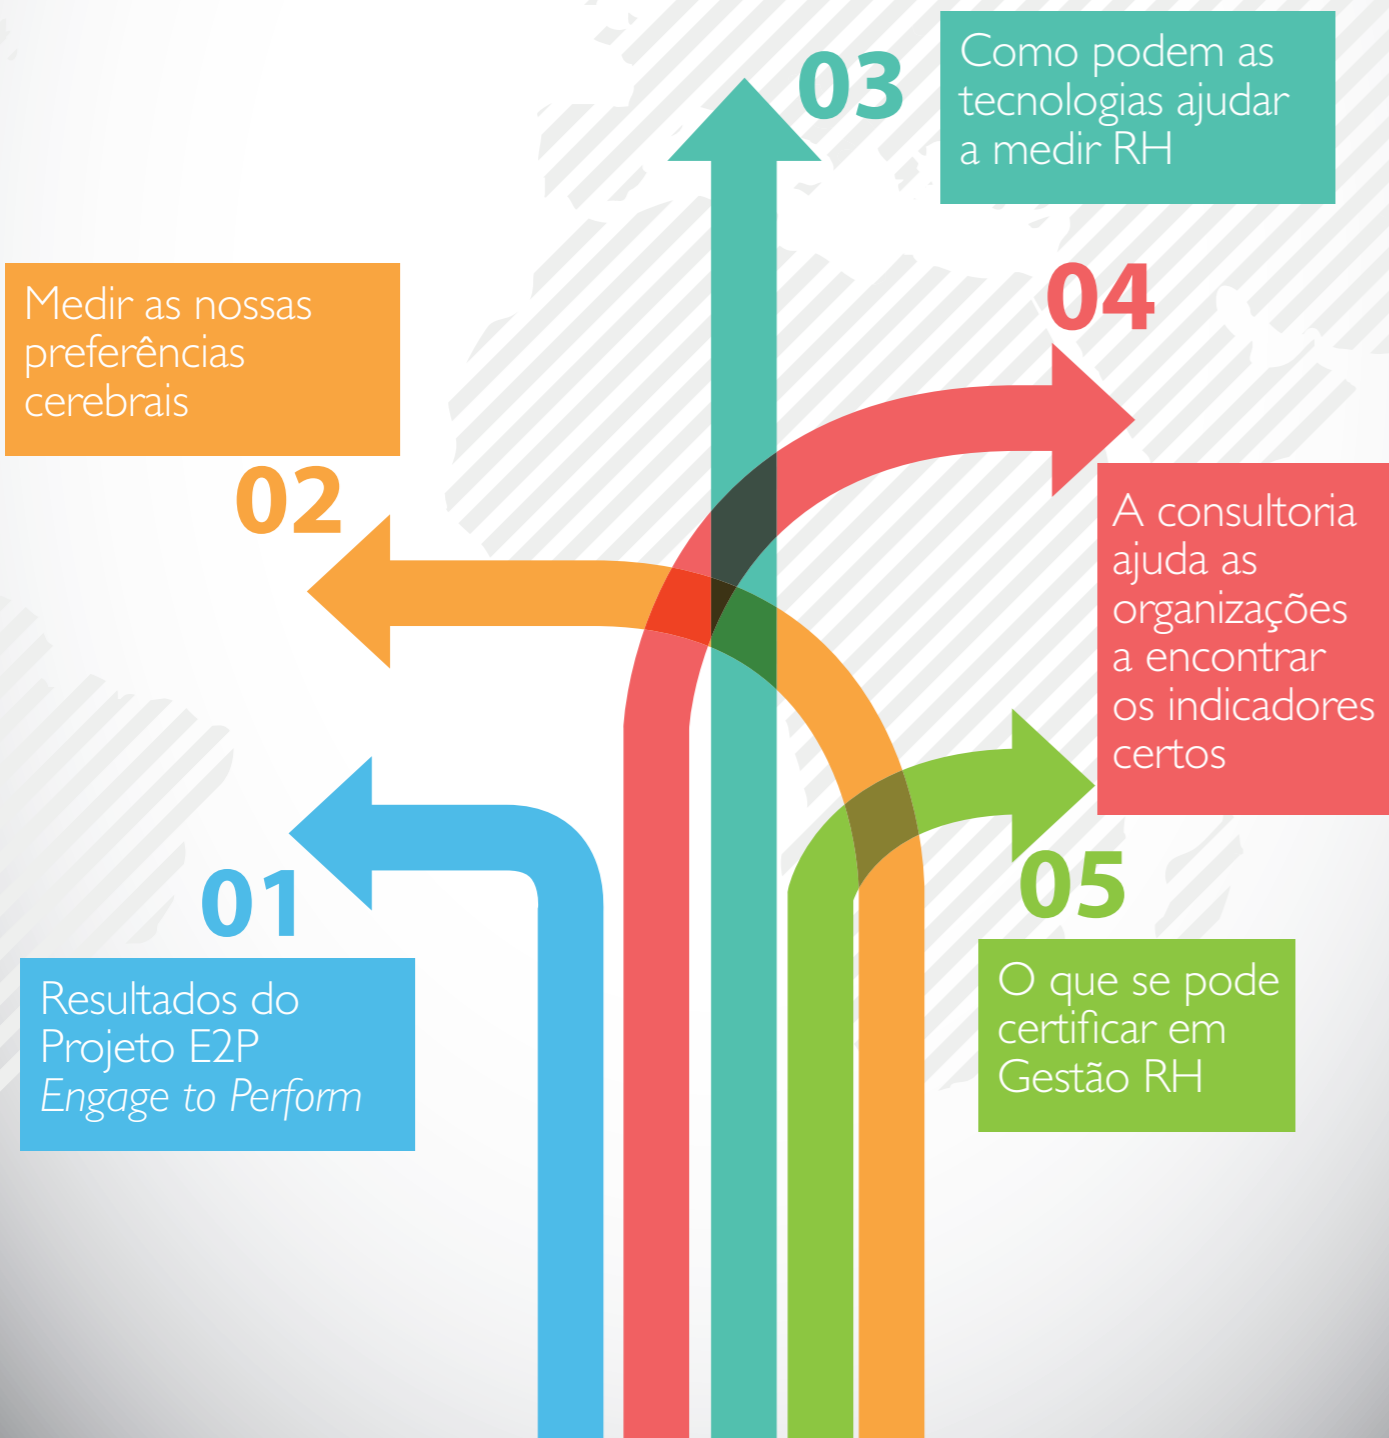 03
Como podem as
tecnologias ajudar
a medir RH
Medir as nossas
preferências
cerebrais
02
04
A consultoria
ajuda as
organizações
a encontrar
os indicadores
certos
01
Resultados do
Projeto E2P
Engage to Perform
05
O que se pode
certificar em
Gestão RH